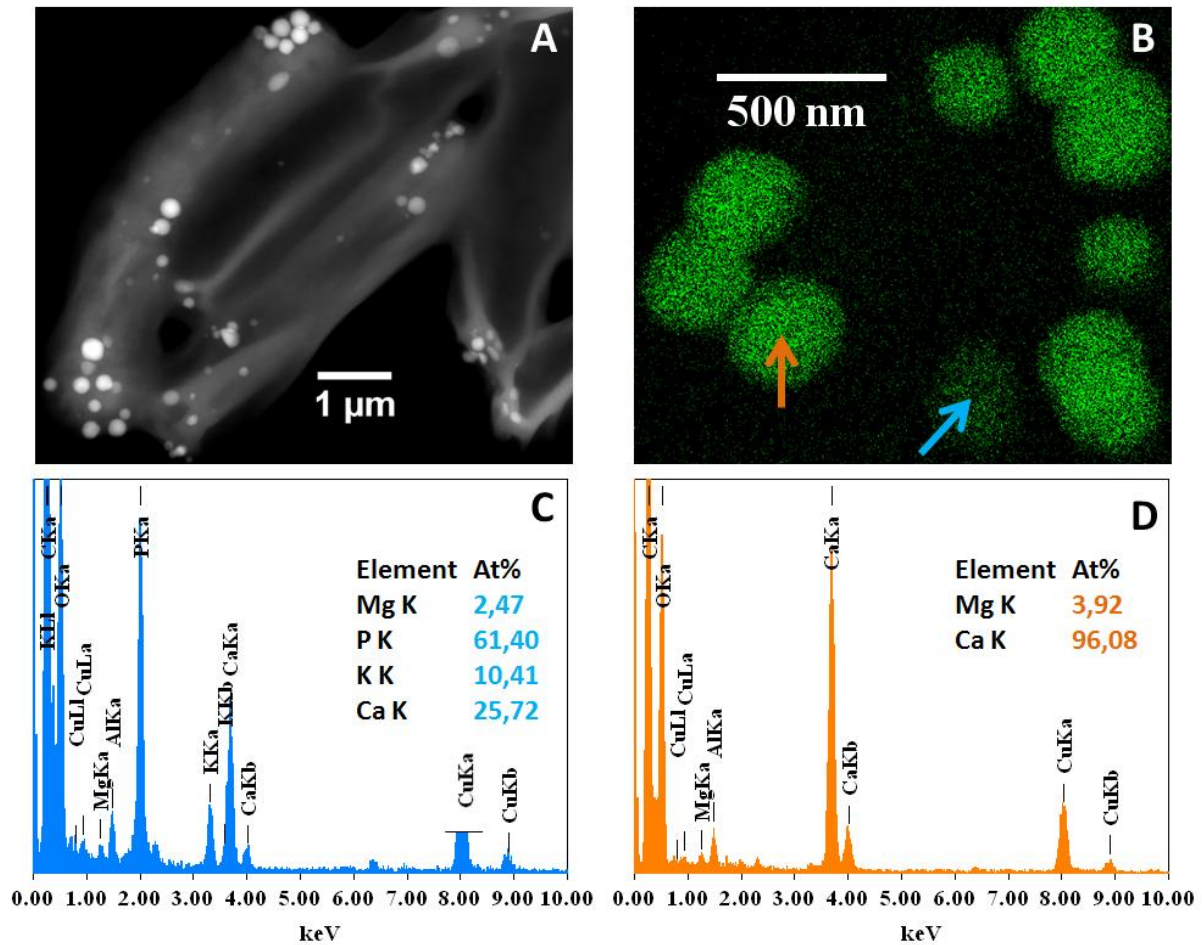 A
1 µm
B
500 nm
C
KLl
CKa
OKa
CuLl
CuLa
MgKa
AlKa
PKa
KKa
KKb
CaKa
CaKb
CuKa
CuKb
Element At%
Mg K 2,47
P K 61,40
K K 10,41
Ca K 25,72
0.00 1.00 2.00 3.00 4.00 5.00 6.00 7.00 8.00 9.00 10.00
keV
D
CKa
OKa
CuLl
CuLa
MgKa
AlKa
CaKa
CaKb
CuKa
CuKb
Element At%
Mg K 3,92
Ca K 96,08
0.00 1.00 2.00 3.00 4.00 5.00 6.00 7.00 8.00 9.00 10.00
keV